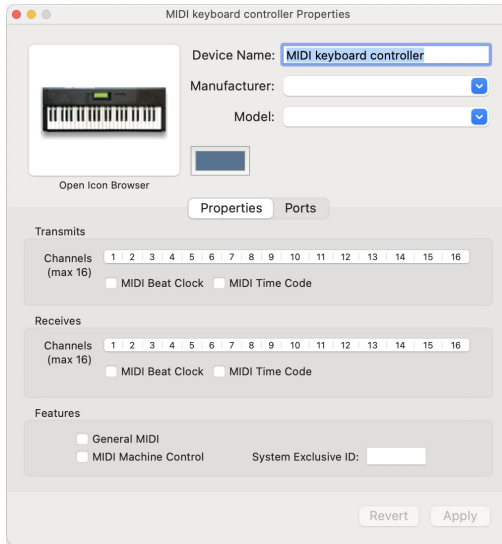 MIDI keyboard controller Properties
Device Name: MIDI keyboard controller
Manufacturer:
Model:
Open Icon Browser
Properties Ports
Transmits
Channels 1 2 3 4 5 6 7 8 9 10 11 12 13 14 15 16
(max 16)
MIDI Beat Clock MIDI Time Code
Receives
Channels 1 2 3 4 5 6 7 8 9 10 11 12 13 14 15 16
(max 16)
MIDI Beat Clock MIDI Time Code
Features
General MIDI
MIDI Machine Control System Exclusive ID:
Revert Apply